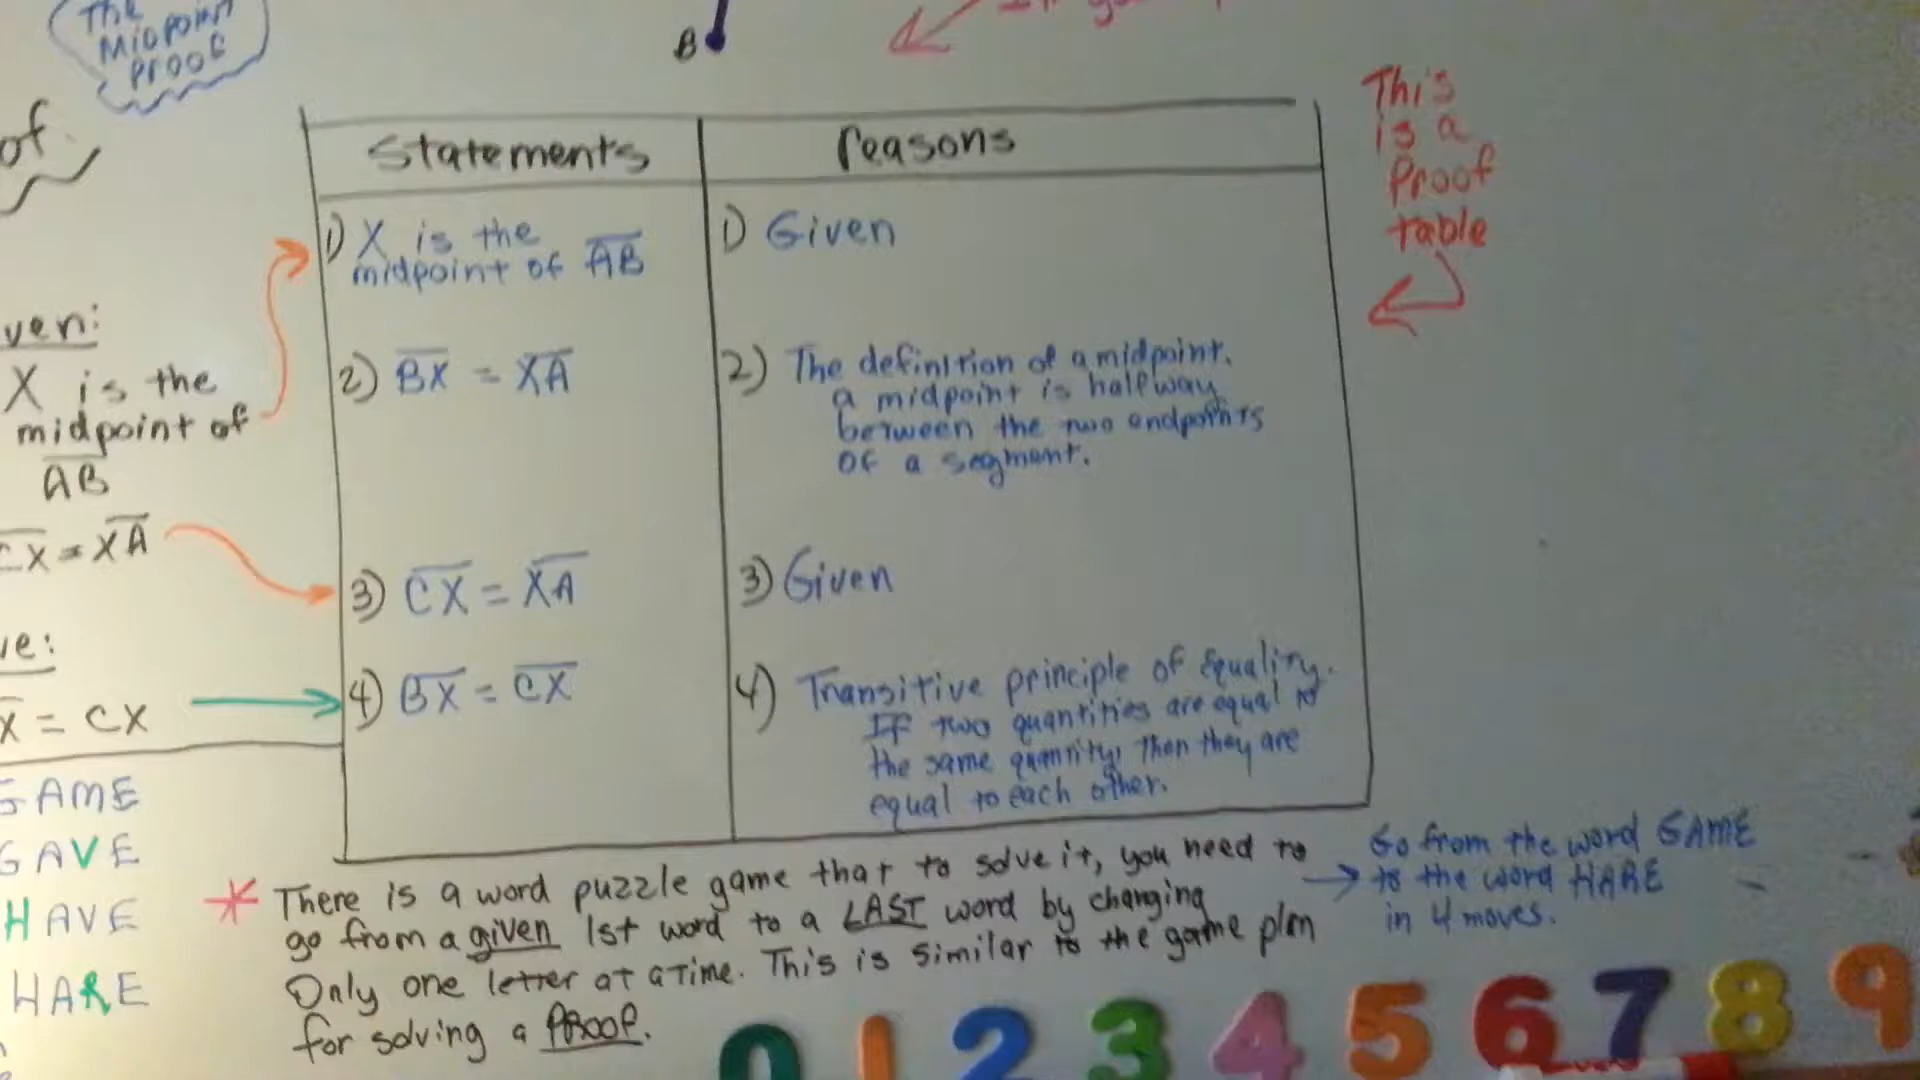 The
Midpoint
Proof
B
This
is a
Proof
table
of
Statements
reasons
1) X is the
midpoint of AB
1) Given
2) BX = XA
2) The definition of a midpoint.
a midpoint is halfway
between the two endpoints
of a segment.
3) CX = XA
3) Given
4) BX = CX
4) Transitive principle of Equality.
If two quantities are equal to
the same quantity, then they are
equal to each other.
ven:
X is the
midpoint of
AB
CX = XA
ve:
X = CX
GAME
GAVE
HAVE
HARE
* There is a word puzzle game that to solve it, you need to
go from a given 1st word to a LAST word by changing
Only one letter at a time. This is similar to the game plan
for solving a PROOF.
→ Go from the word GAME
to the word HARE
in 4 moves.
0 1 2 3 4 5 6 7 8 9